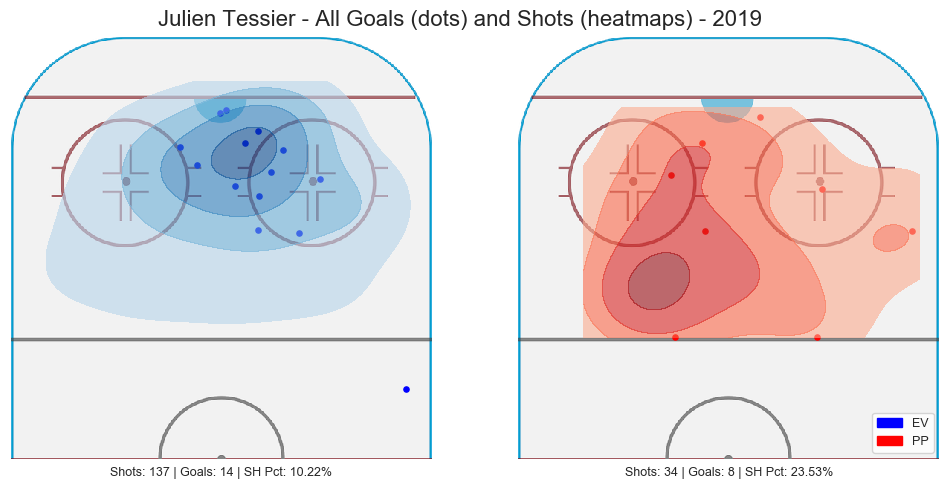 Julien Tessier - All Goals (dots) and Shots (heatmaps) - 2019
EV
PP
Shots: 137 | Goals: 14 | SH Pct: 10.22%
Shots: 34 | Goals: 8 | SH Pct: 23.53%